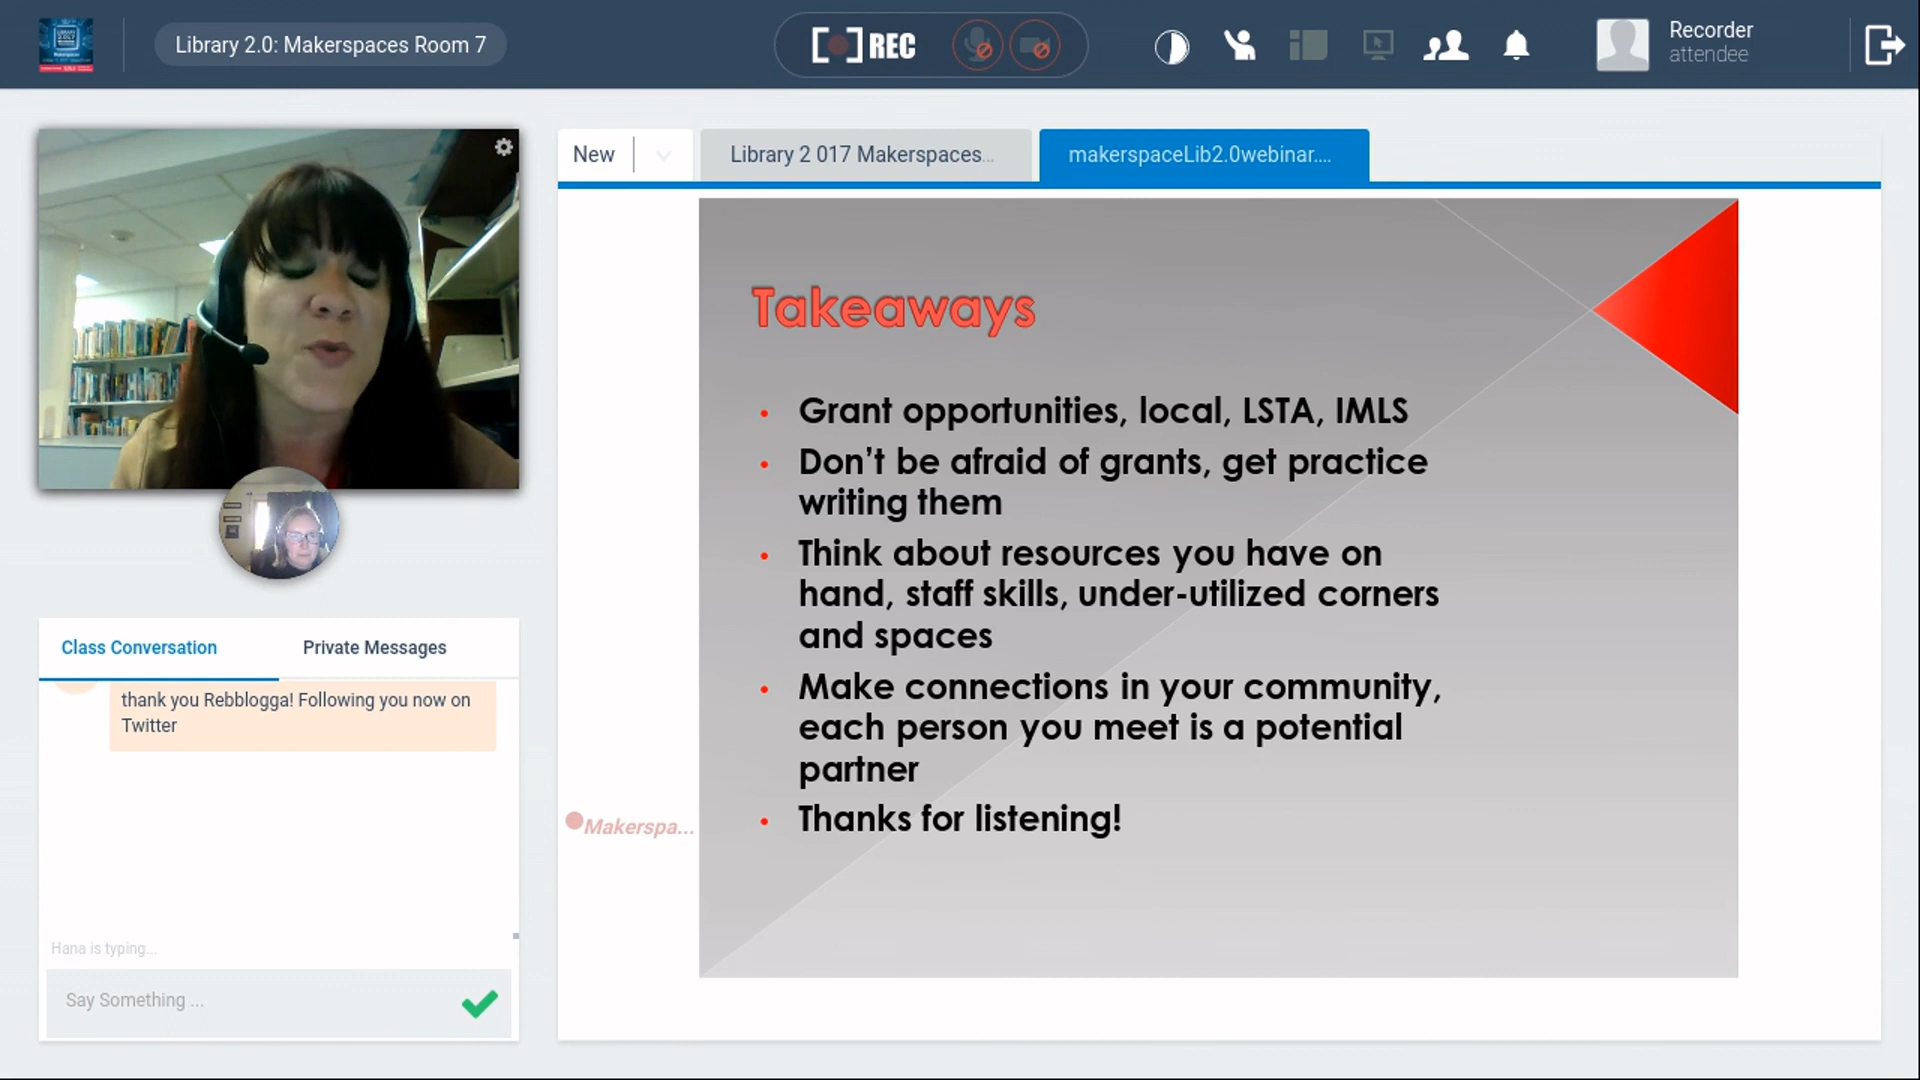 Library 2.0: Makerspaces Room 7
REC
Recorder
attendee
New
Library 2 017 Makerspaces...
makerspaceLib2.0webinar....
Takeaways
• Grant opportunities, local, LSTA, IMLS
• Don't be afraid of grants, get practice
writing them
• Think about resources you have on
hand, staff skills, under-utilized corners
and spaces
• Make connections in your community,
each person you meet is a potential
partner
• Thanks for listening!
Makerspa...
Class Conversation
Private Messages
thank you Rebblogga! Following you now on
Twitter
Hana is typing...
Say Something ...